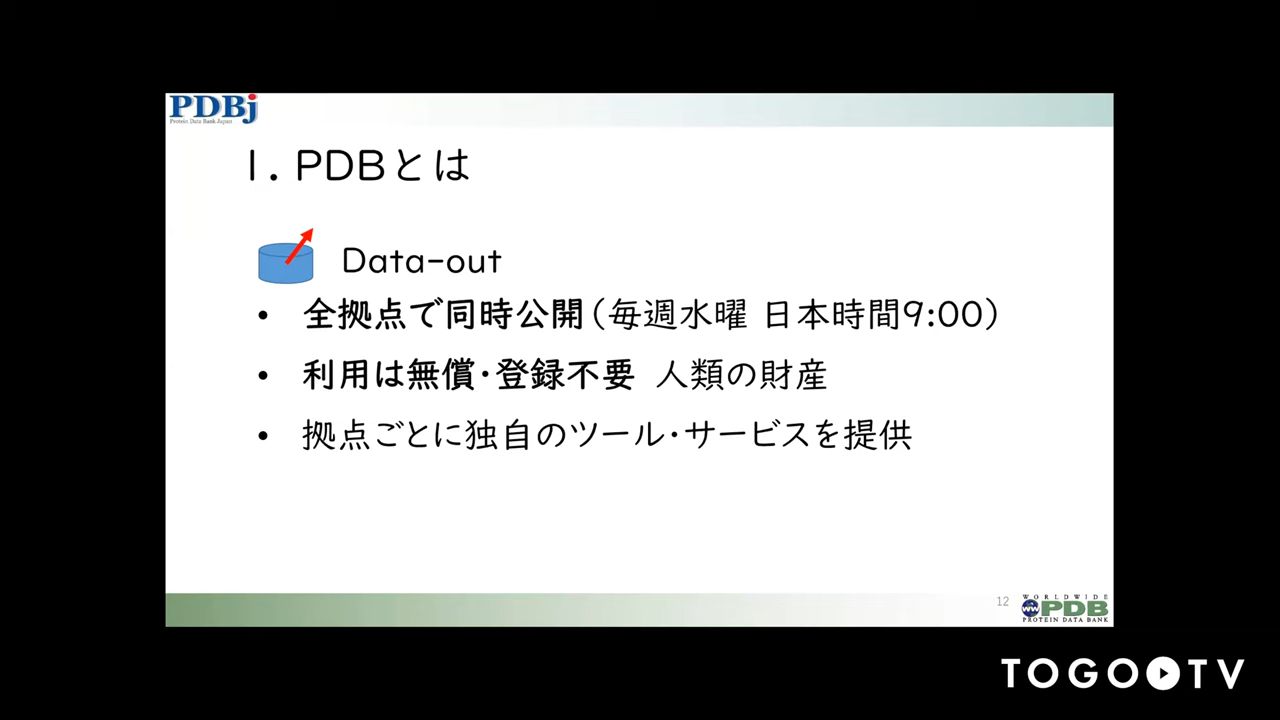 PDBj
Protein Data Bank Japan
1. PDBとは
Data-out
• 全拠点で同時公開(毎週水曜 日本時間9:00)
• 利用は無償・登録不要 人類の財産
• 拠点ごとに独自のツール・サービスを提供
12
WORLDWIDE
wwPDB
PROTEIN DATA BANK
TOGO TV